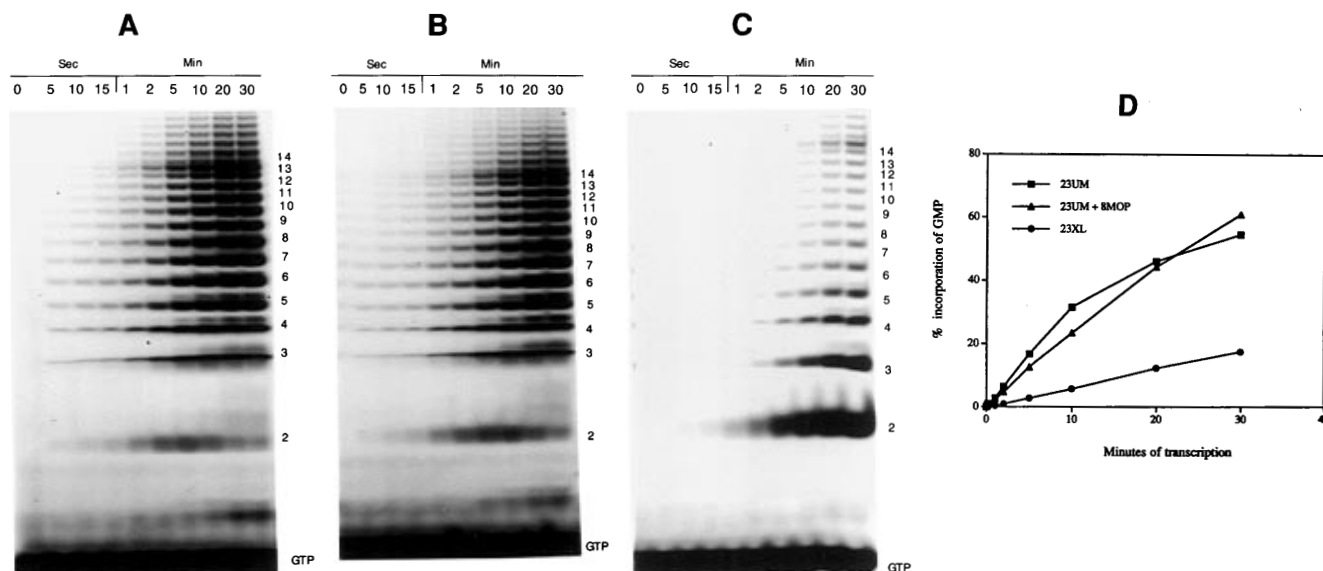 A
Sec Min
0 5 10 15 1 2 5 10 20 30
14
13
12
11
10
9
8
7
6
5
4
3
2
GTP
B
Sec Min
0 5 10 15 1 2 5 10 20 30
14
13
12
11
10
9
8
7
6
5
4
3
2
C
Sec Min
0 5 10 15 1 2 5 10 20 30
14
13
12
11
10
9
8
7
6
5
4
3
2
GTP
D
80
60
40
20
0
% incorporation of GMP
23UM
23UM + 8MOP
23XL
0 10 20 30 4
Minutes of transcription